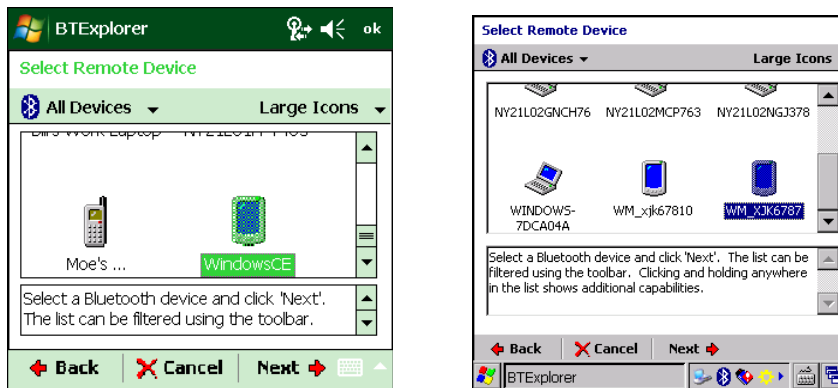 BTExplorer
ok
Select Remote Device
All Devices
Large Icons
Bill's Work Laptop
Moe's ...
WindowsCE
Select a Bluetooth device and click 'Next'.
The list can be filtered using the toolbar.
Back
Cancel
Next
Select Remote Device
All Devices
Large Icons
NY21L02GNCH76
NY21L02MCP763
NY21L02NGJ378
WINDOWS-
7DCA04A
WM_xjk67810
WM_XJK6787
Select a Bluetooth device and click 'Next'. The list can be
filtered using the toolbar. Clicking and holding anywhere
in the list shows additional capabilities.
Back
Cancel
Next
BTExplorer